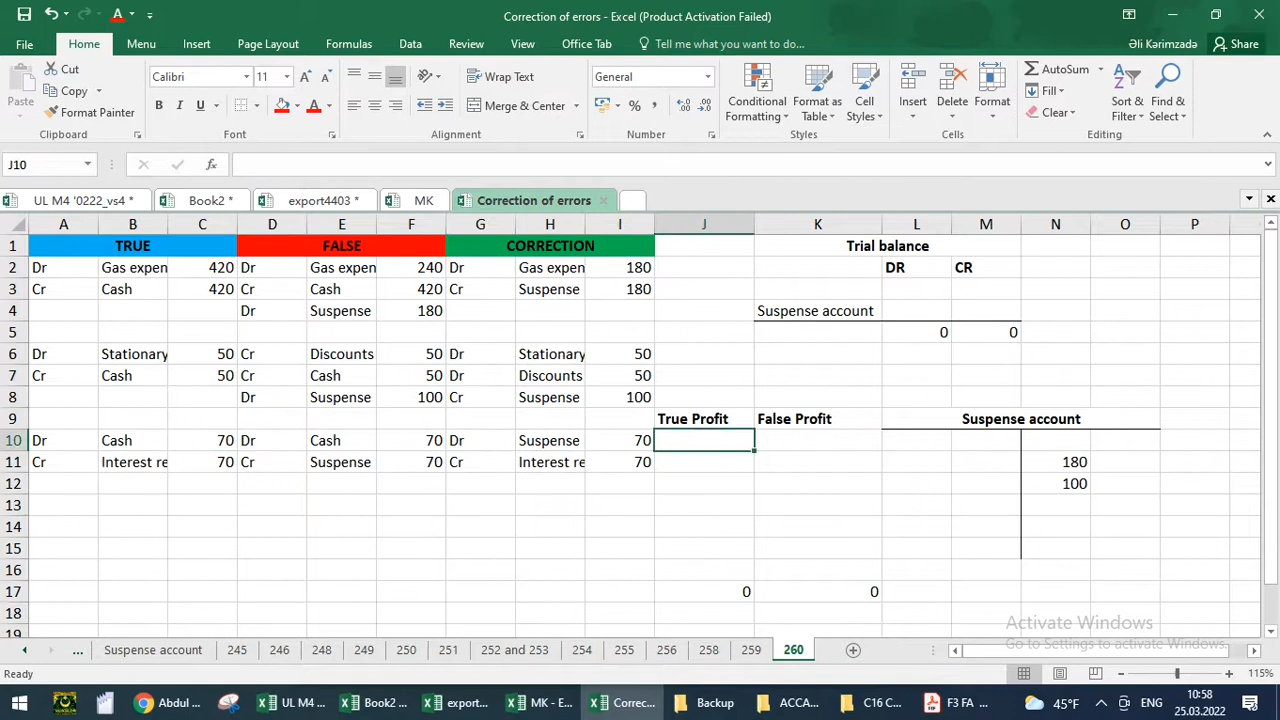 Correction of errors - Excel (Product Activation Failed)
File Home Menu Insert Page Layout Formulas Data Review View Office Tab Tell me what you want to do... Əli Kərimzadə Share
Cut Calibri 11 Wrap Text General AutoSum
Copy Fill
Paste Format Painter Merge & Center Conditional Formatting Format as Table Cell Styles Insert Delete Format Clear Sort & Filter Find & Select
Clipboard Font Alignment Number Styles Cells Editing
J10 fx
UL M4 '0222_vs4 * Book2 * export4403 * MK Correction of errors
A B C D E F G H I J K L M N O P
1 TRUE FALSE CORRECTION Trial balance
2 Dr Gas expen 420 Dr Gas expen 240 Dr Gas expen 180 DR CR
3 Cr Cash 420 Cr Cash 420 Cr Suspense 180
4 Dr Suspense 180 Suspense account
5 0 0
6 Dr Stationary 50 Cr Discounts 50 Dr Stationary 50
7 Cr Cash 50 Cr Cash 50 Dr Discounts 50
8 Dr Suspense 100 Cr Suspense 100
9 True Profit False Profit Suspense account
10 Dr Cash 70 Dr Cash 70 Dr Suspense 70
11 Cr Interest re 70 Cr Suspense 70 Cr Interest re 70 180
12 100
13
14
15
16
17 0 0
18
19
Activate Windows
Go to Settings to activate Windows.
... Suspense account 245 246 248 249 250 251 252 and 253 254 255 256 258 259 260
Ready 115%
Abdul ... UL M4 ... Book2 ... export... MK - E... Correc... Backup ACCA... C16 C... F3 FA ... 45°F ENG 10:58
25.03.2022